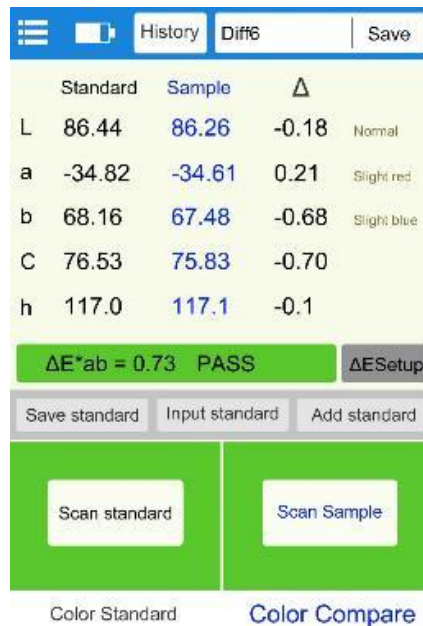 History Diff6 Save
Standard Sample Δ
L 86.44 86.26 -0.18 Normal
a -34.82 -34.61 0.21 Slight red
b 68.16 67.48 -0.68 Slight blue
C 76.53 75.83 -0.70
h 117.0 117.1 -0.1
ΔE*ab = 0.73 PASS ΔESetup
Save standard Input standard Add standard
Scan standard Scan Sample
Color Standard Color Compare